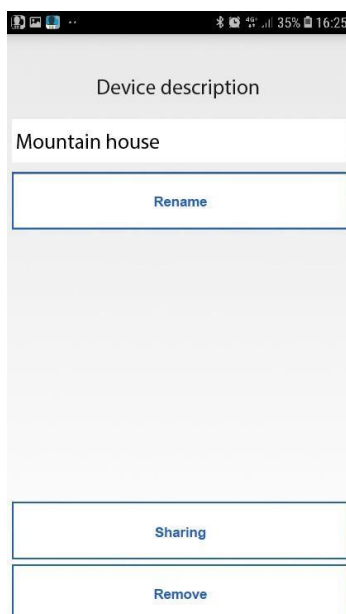 35% 16:25
Device description
Mountain house
Rename
Sharing
Remove